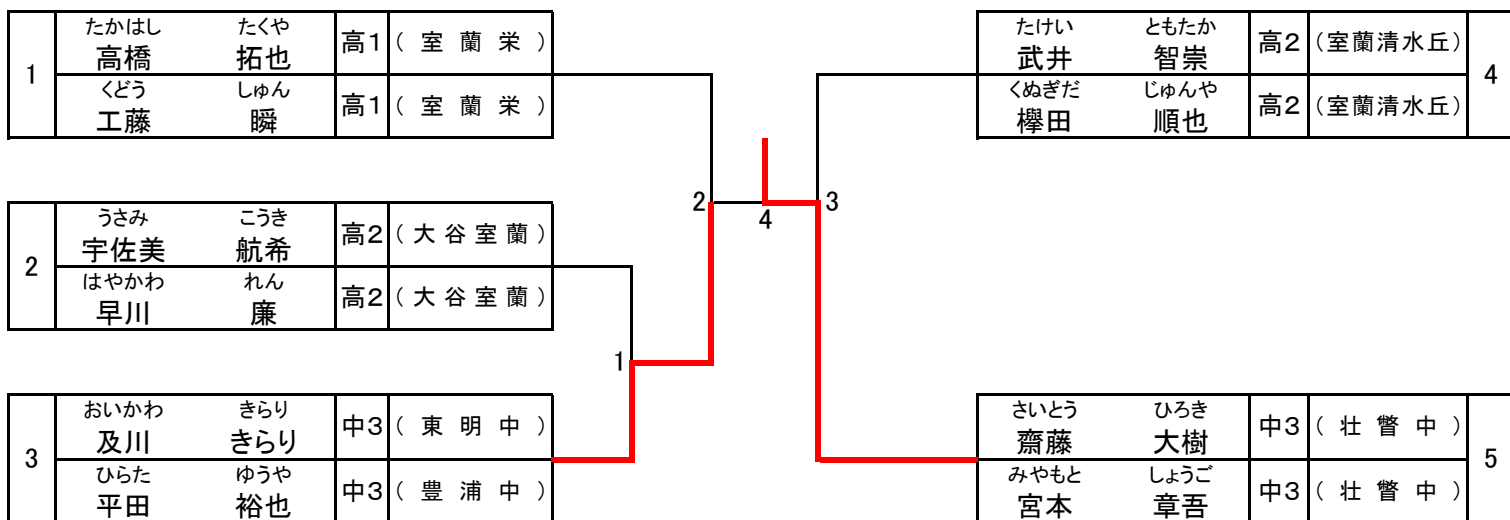 たかはし たくや
1 高橋 拓也 高1 ( 室 蘭 栄 )
くどう しゅん
工藤 瞬 高1 ( 室 蘭 栄 )
たけい ともたか
武井 智崇 高2 (室蘭清水丘) 4
くぬぎだ じゅんや
欅田 順也 高2 (室蘭清水丘)
2 3
4
うさみ こうき
2 宇佐美 航希 高2 ( 大 谷 室 蘭 )
はやかわ れん
早川 廉 高2 ( 大 谷 室 蘭 )
1
おいかわ きらり
3 及川 きらり 中3 ( 東 明 中 )
ひらた ゆうや
平田 裕也 中3 ( 豊 浦 中 )
さいとう ひろき
齋藤 大樹 中3 ( 壮 瞥 中 ) 5
みやもと しょうご
宮本 章吾 中3 ( 壮 瞥 中 )